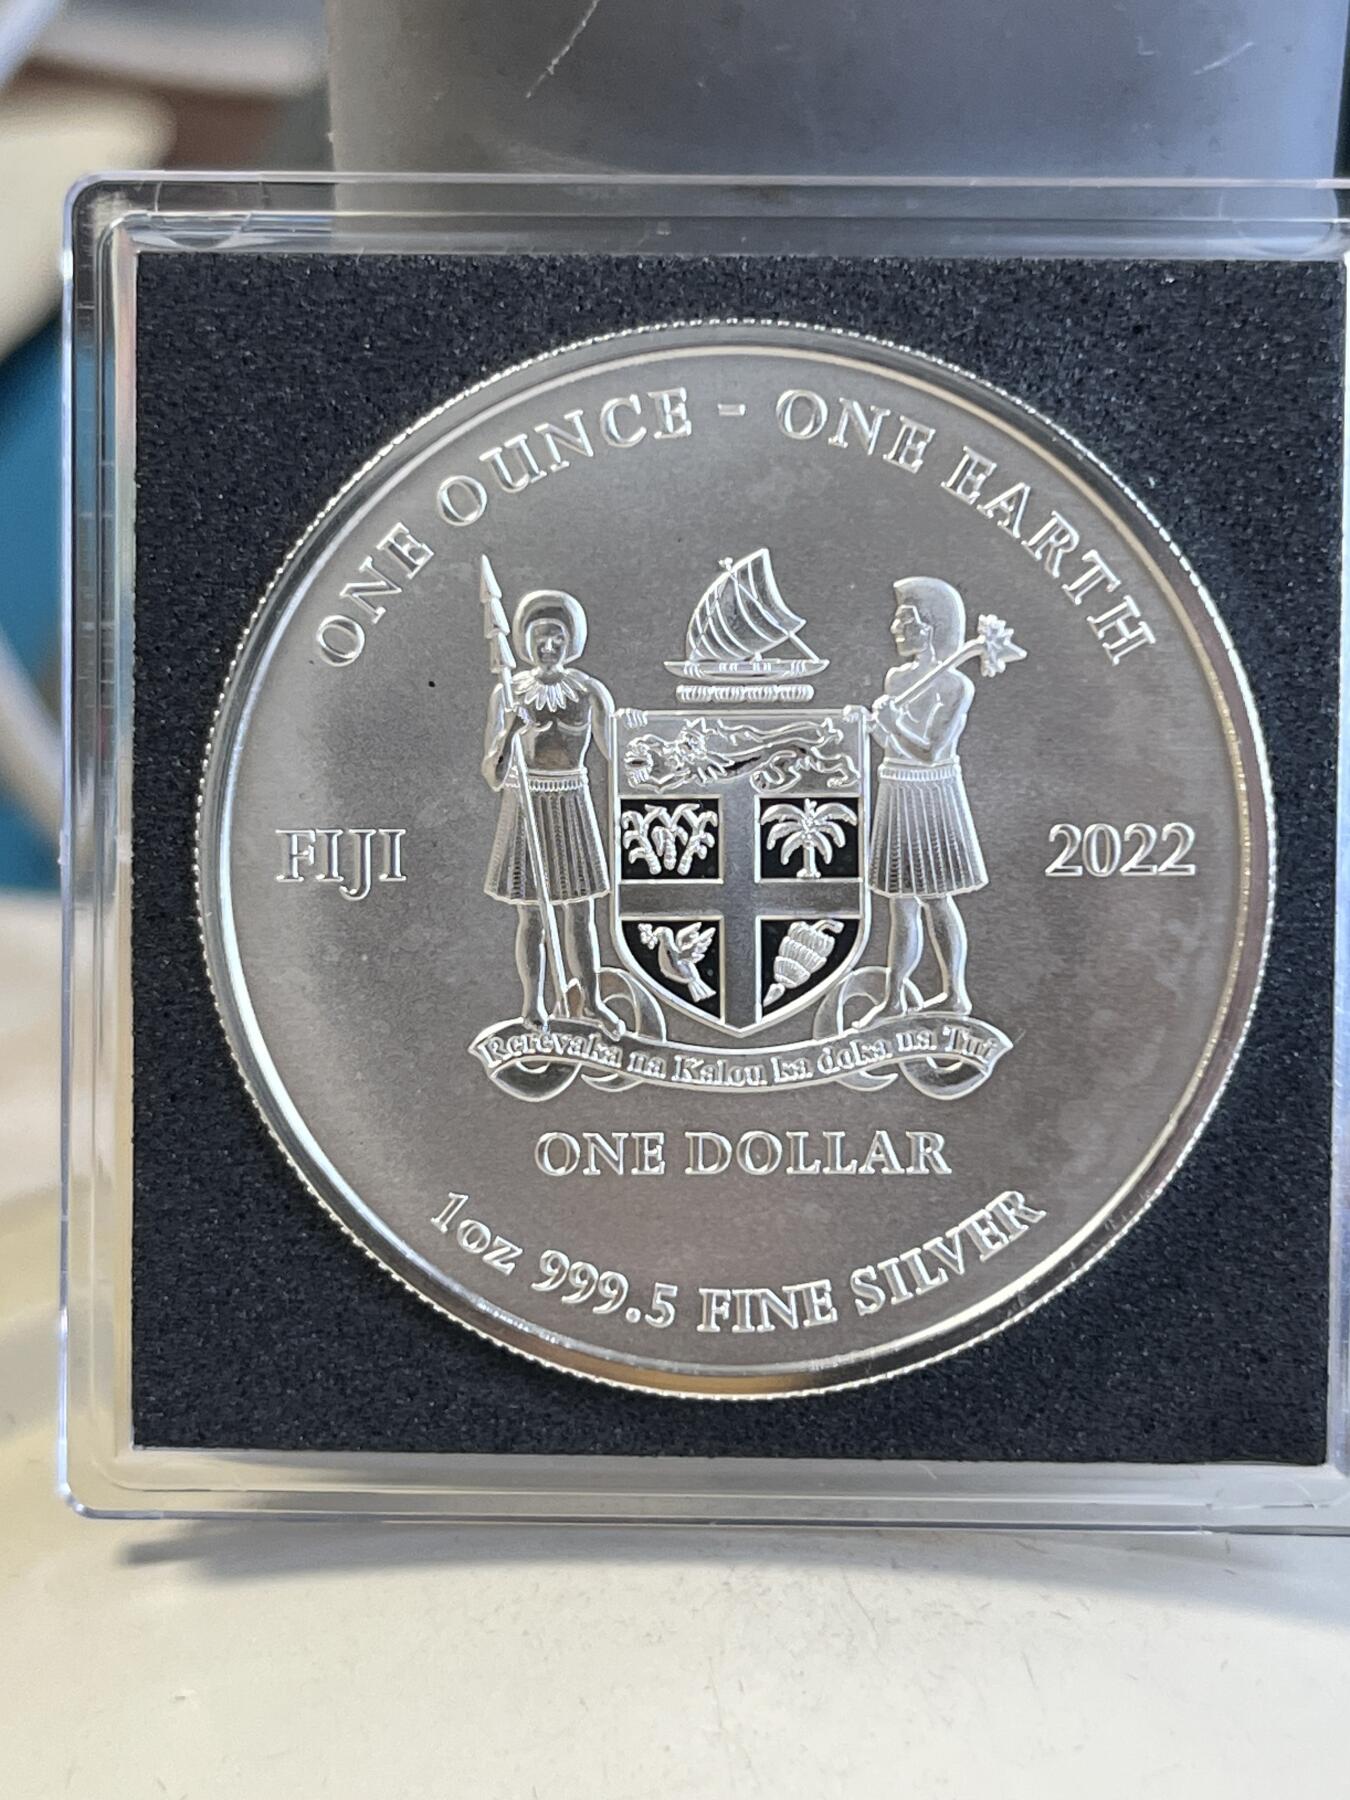 ONE OUNCE - ONE EARTH
FIJI
2022
Rerevaka na Kalou ka doka na Tui
ONE DOLLAR
1oz 999.5 FINE SILVER